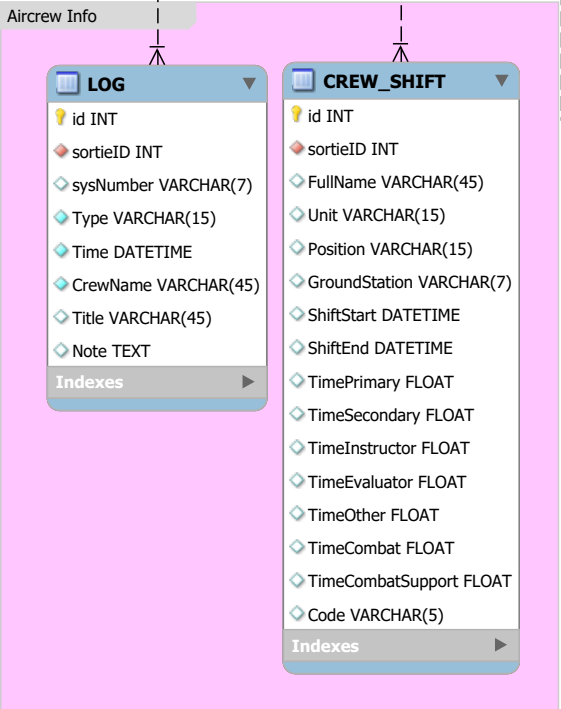 Aircrew Info
LOG
id INT
sortieID INT
sysNumber VARCHAR(7)
Type VARCHAR(15)
Time DATETIME
CrewName VARCHAR(45)
Title VARCHAR(45)
Note TEXT
Indexes
CREW_SHIFT
id INT
sortieID INT
FullName VARCHAR(45)
Unit VARCHAR(15)
Position VARCHAR(15)
GroundStation VARCHAR(7)
ShiftStart DATETIME
ShiftEnd DATETIME
TimePrimary FLOAT
TimeSecondary FLOAT
TimeInstructor FLOAT
TimeEvaluator FLOAT
TimeOther FLOAT
TimeCombat FLOAT
TimeCombatSupport FLOAT
Code VARCHAR(5)
Indexes